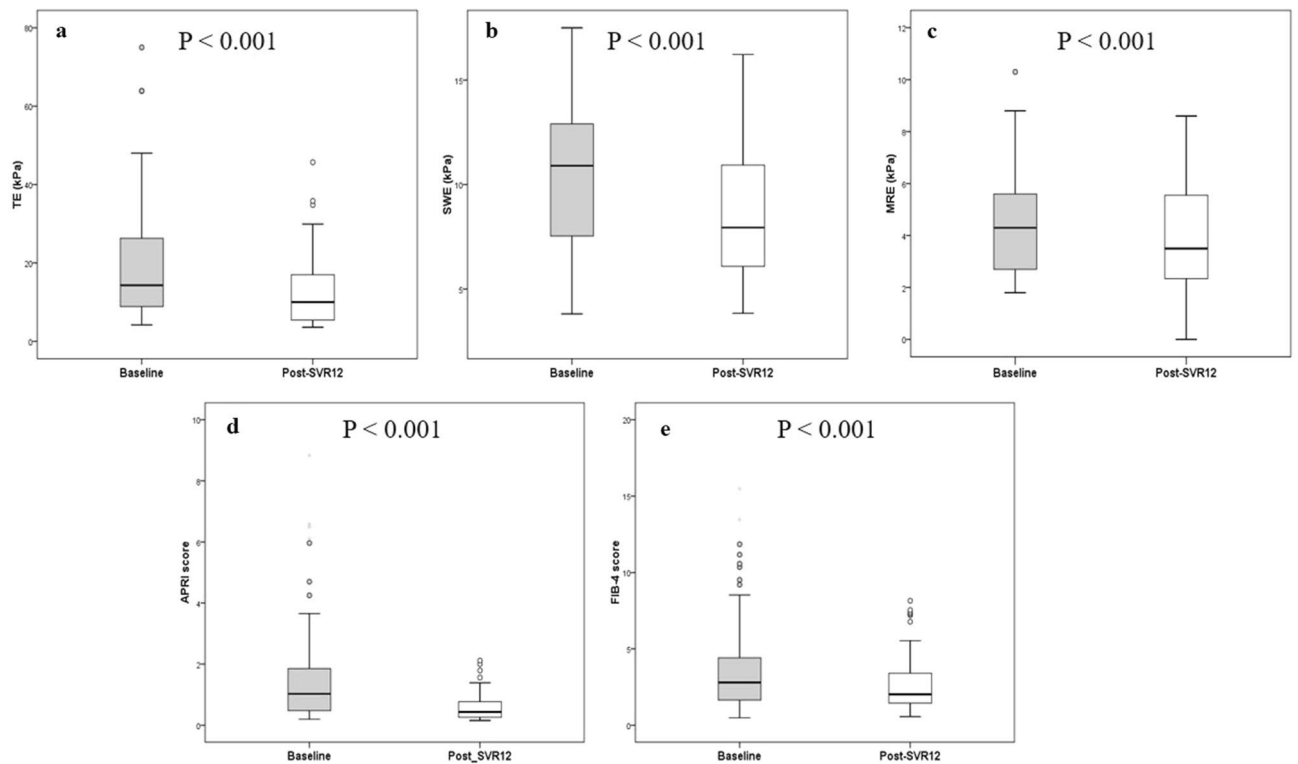 a
P < 0.001
80
60
40
20
0
TE (kPa)
Baseline
Post-SVR12
b
P < 0.001
15
10
5
SWE (kPa)
Baseline
Post-SVR12
c
P < 0.001
12
10
8
6
4
2
0
MRE (kPa)
Baseline
Post-SVR12
d
P < 0.001
10
8
6
4
2
0
APRI score
Baseline
Post_SVR12
e
P < 0.001
20
15
10
5
0
FIB-4 score
Baseline
Post-SVR12